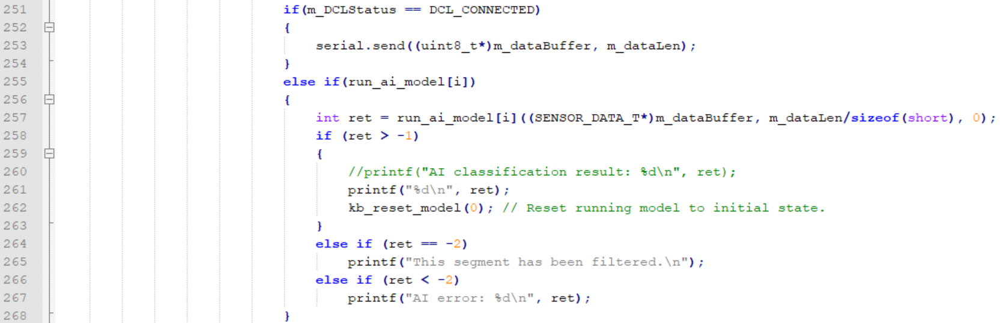 251 if(m_DCLStatus == DCL_CONNECTED)
252 {
253 serial.send((uint8_t*)m_dataBuffer, m_dataLen);
254 }
255 else if(run_ai_model[i])
256 {
257 int ret = run_ai_model[i]((SENSOR_DATA_T*)m_dataBuffer, m_dataLen/sizeof(short), 0);
258 if (ret > -1)
259 {
260 //printf("AI classification result: %d\n", ret);
261 printf("%d\n", ret);
262 kb_reset_model(0); // Reset running model to initial state.
263 }
264 else if (ret == -2)
265 printf("This segment has been filtered.\n");
266 else if (ret < -2)
267 printf("AI error: %d\n", ret);
268 }